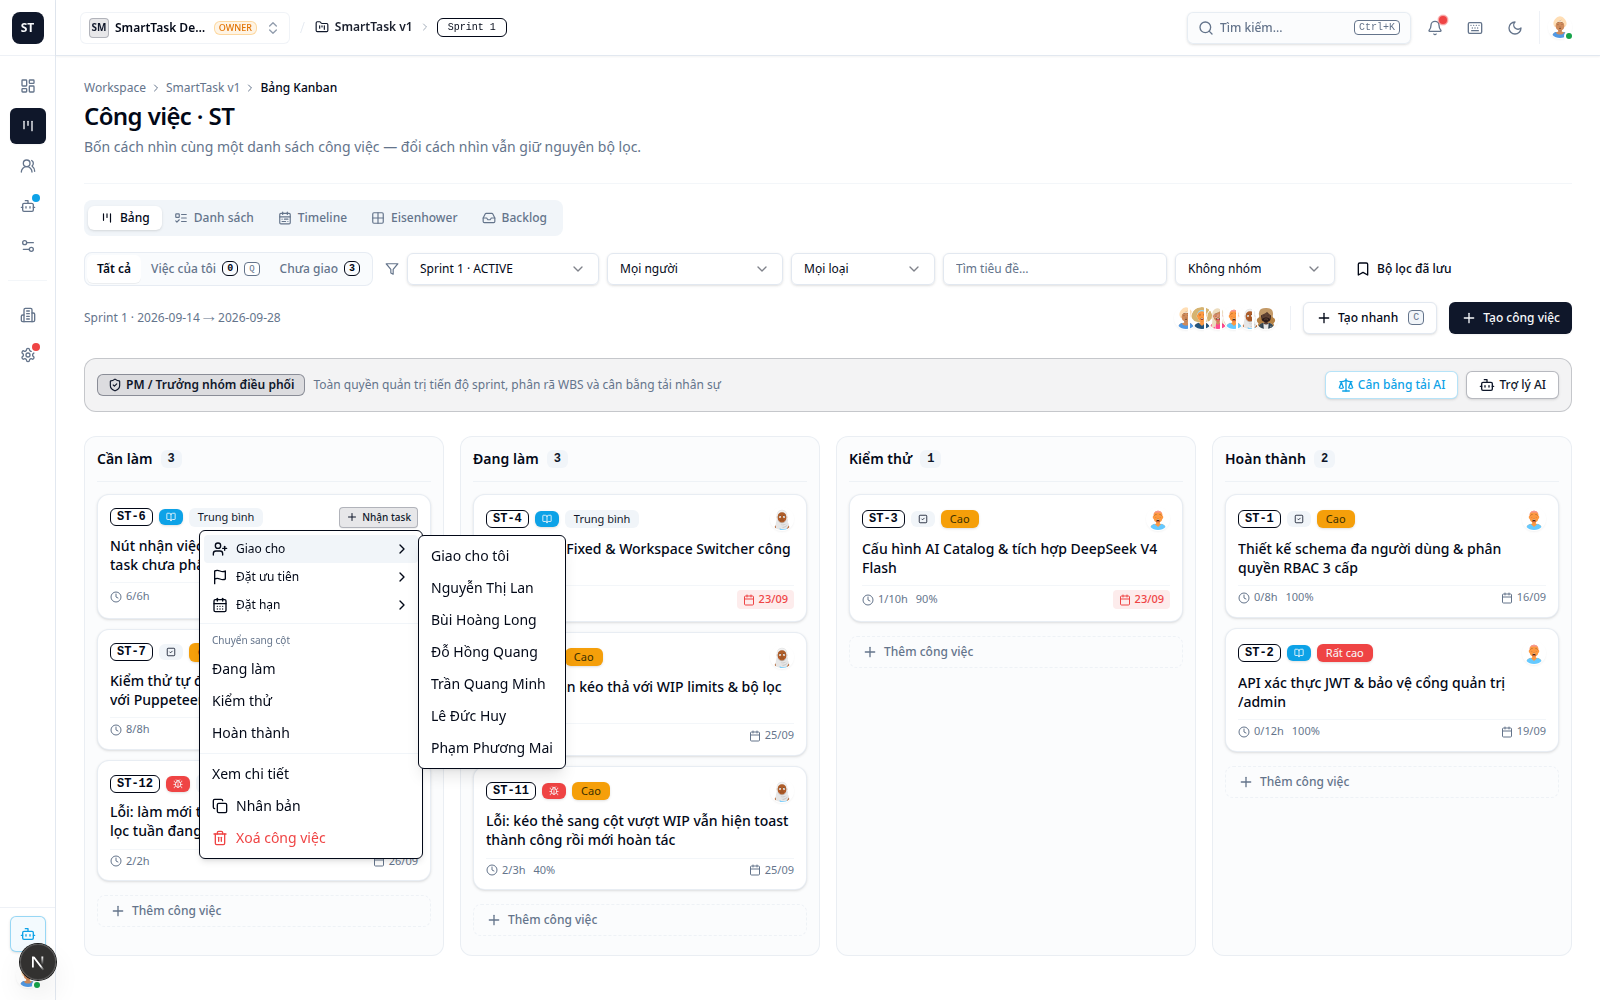 ST
SM SmartTask De... OWNER
SmartTask v1
Sprint 1
Tìm kiếm... Ctrl+K
Workspace SmartTask v1 Bảng Kanban
Công việc · ST
Bốn cách nhìn cùng một danh sách công việc — đổi cách nhìn vẫn giữ nguyên bộ lọc.
Bảng Danh sách Timeline Eisenhower Backlog
Tất cả Việc của tôi 0 Q Chưa giao 3 Sprint 1 · ACTIVE Mọi người Mọi loại Tìm tiêu đề... Không nhóm Bộ lọc đã lưu
Sprint 1 · 2026-09-14 → 2026-09-28
Tạo nhanh C Tạo công việc
PM / Trưởng nhóm điều phối Toàn quyền quản trị tiến độ sprint, phân rã WBS và cân bằng tải nhân sự
Cân bằng tải AI Trợ lý AI
Cần làm 3
ST-6 Trung bình Nhận task
Nút nhận việ
task chưa ph
6/6h
ST-7
Kiểm thử tự
với Puppetee
8/8h
ST-12
Lỗi: làm mới
lọc tuần đang
2/2h 26/09
Thêm công việc
Giao cho
Đặt ưu tiên
Đặt hạn
Chuyển sang cột
Đang làm
Kiểm thử
Hoàn thành
Xem chi tiết
Nhân bản
Xoá công việc
Giao cho tôi
Nguyễn Thị Lan
Bùi Hoàng Long
Đỗ Hồng Quang
Trần Quang Minh
Lê Đức Huy
Phạm Phương Mai
Đang làm 3
ST-4 Trung bình
Fixed & Workspace Switcher công
23/09
Cao
n kéo thả với WIP limits & bộ lọc
25/09
ST-11 Cao
Lỗi: kéo thẻ sang cột vượt WIP vẫn hiện toast
thành công rồi mới hoàn tác
2/3h 40% 25/09
Thêm công việc
Kiểm thử 1
ST-3 Cao
Cấu hình AI Catalog & tích hợp DeepSeek V4
Flash
1/10h 90% 23/09
Thêm công việc
Hoàn thành 2
ST-1 Cao
Thiết kế schema đa người dùng & phân
quyền RBAC 3 cấp
0/8h 100% 16/09
ST-2 Rất cao
API xác thực JWT & bảo vệ cổng quản trị
/admin
0/12h 100% 19/09
Thêm công việc
N